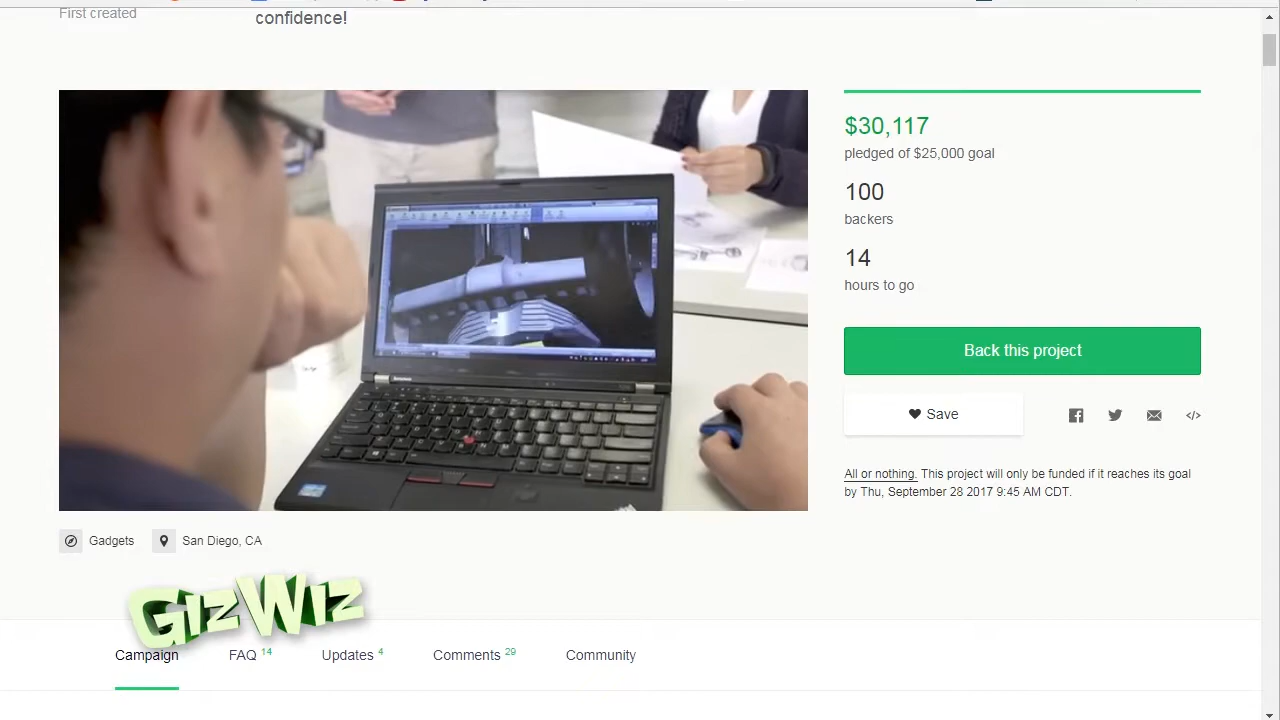 First created
confidence!
$30,117
pledged of $25,000 goal
100
backers
14
hours to go
Back this project
Save
</>
All or nothing. This project will only be funded if it reaches its goal
by Thu, September 28 2017 9:45 AM CDT.
Gadgets
San Diego, CA
GIZWIZ
Campaign
FAQ 14
Updates 4
Comments 29
Community